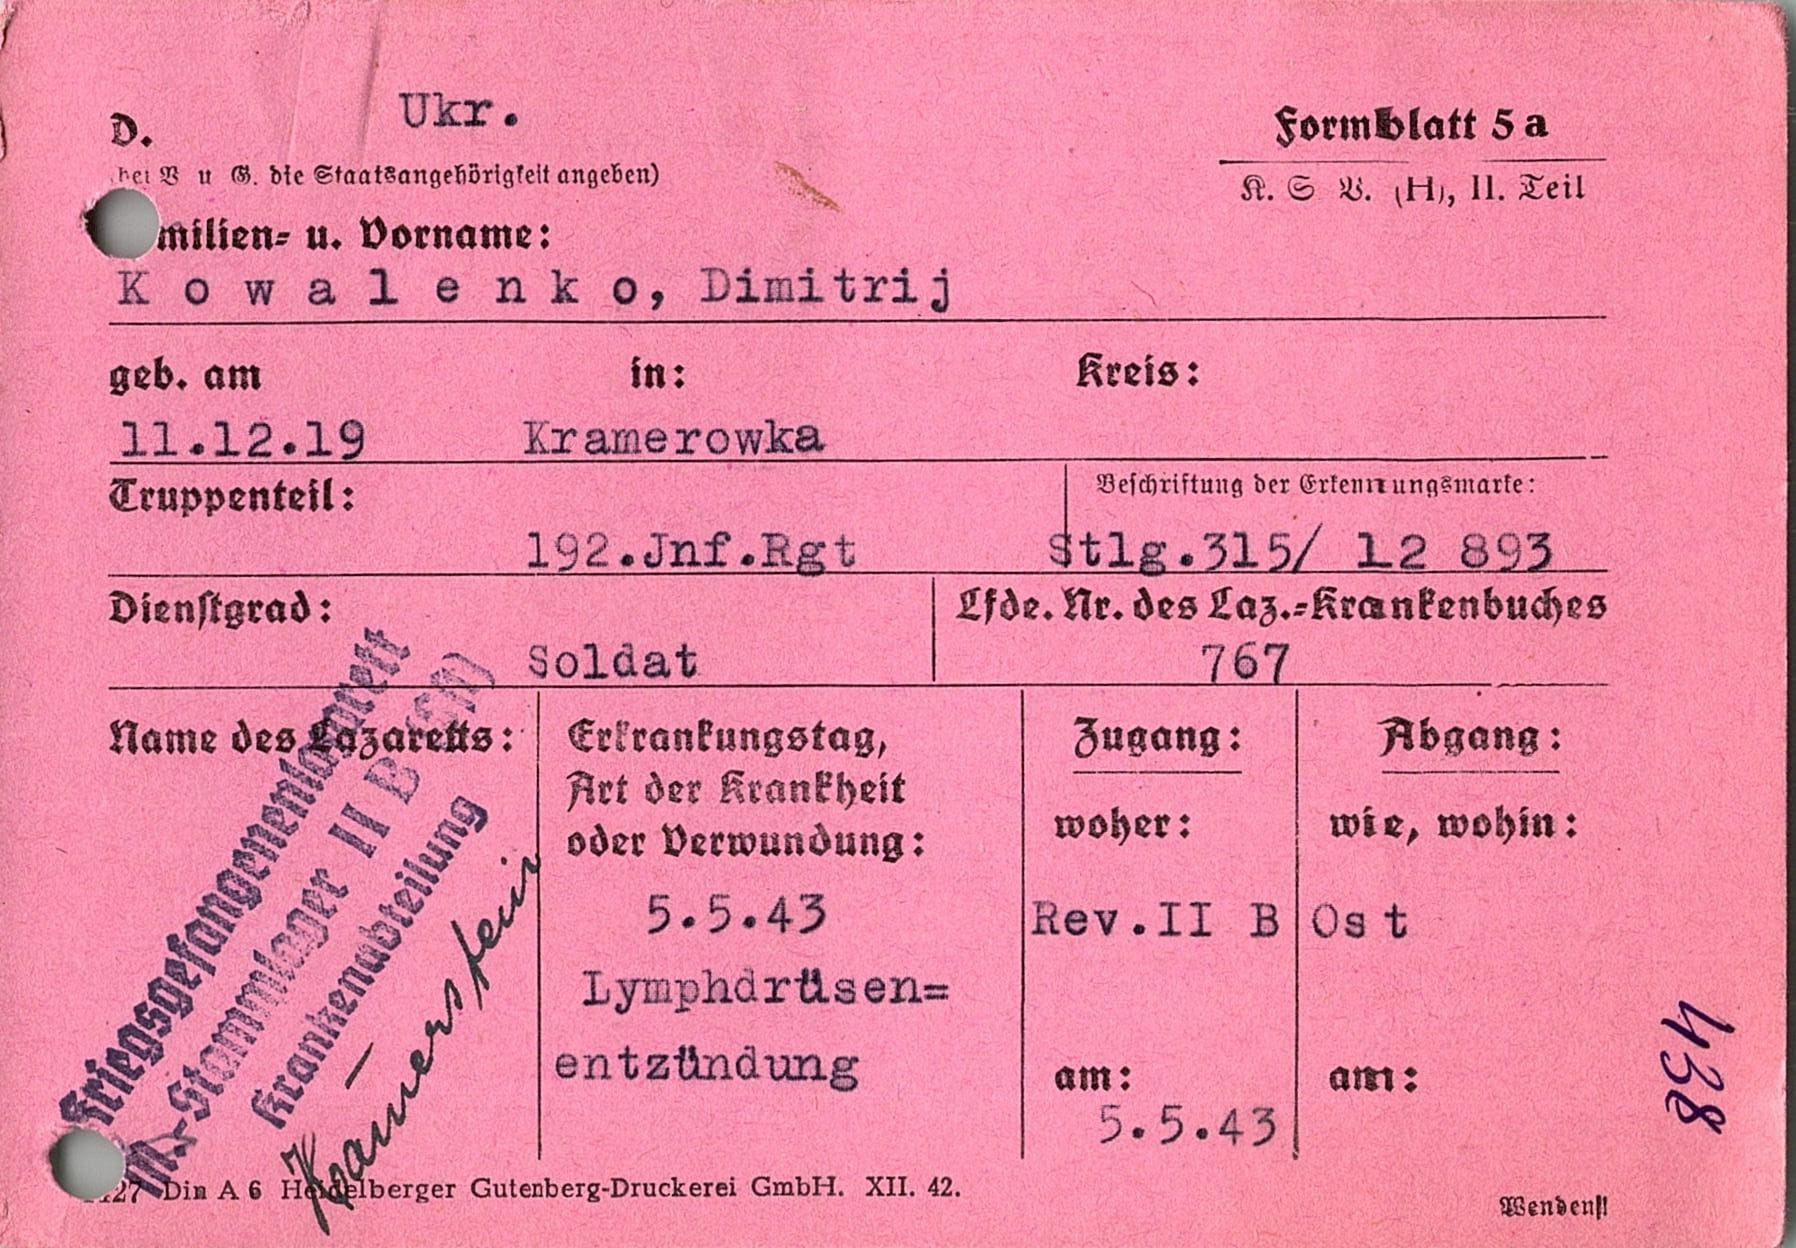 D. Ukr.
(bei V u G. die Staatsangehörigkeit angeben)
Formblatt 5a
K. S V. (H), II. Teil
milien- u. Vorname:
Kowalenko, Dimitrij
geb. am in: Kreis:
11.12.19 Kramerowka
Truppenteil: Beschriftung der Erkennungsmarke:
192.Jnf.Rgt Stlg.315/ 12 893
Dienstgrad: Lfde. Nr. des Laz.-Krankenbuches
Soldat 767
Name des Lazaretts:
Kriegsgefangenenlazarett
M.-Stammlager II B
Krankenabteilung
Erkrankungstag,
Art der Krankheit
oder Verwundung:
5.5.43
Lymphdrüsen=
entzündung
Zugang:
woher:
Rev.II B
am:
5.5.43
Abgang:
wie, wohin:
Ost
am:
438
Din A 6 Heidelberger Gutenberg-Druckerei GmbH. XII. 42.
Wenden!